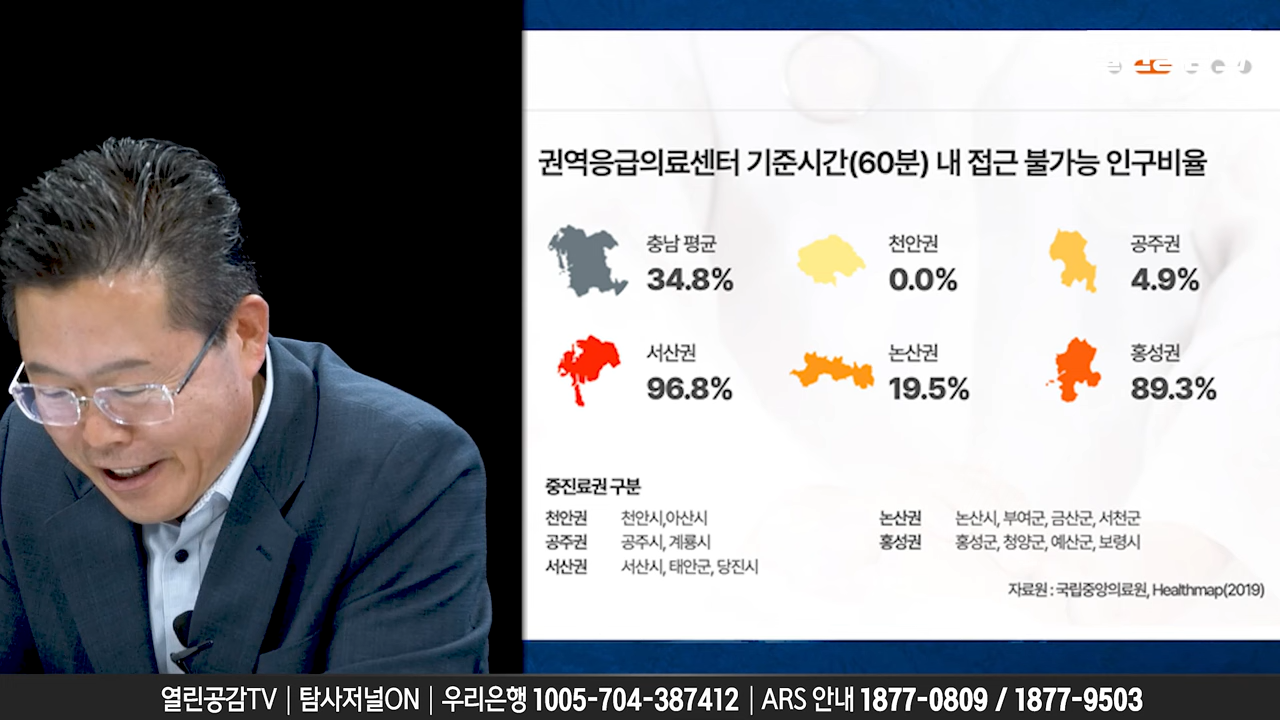 권역응급의료센터 기준시간(60분) 내 접근 불가능 인구비율
충남 평균
34.8%
천안권
0.0%
공주권
4.9%
서산권
96.8%
논산권
19.5%
홍성권
89.3%
중진료권 구분
천안권 천안시,아산시
공주권 공주시, 계룡시
서산권 서산시, 태안군, 당진시
논산권 논산시, 부여군, 금산군, 서천군
홍성권 홍성군, 청양군, 예산군, 보령시
자료원 : 국립중앙의료원, Healthmap(2019)
열린공감TV | 탐사저널ON | 우리은행 1005-704-387412 | ARS 안내 1877-0809 / 1877-9503